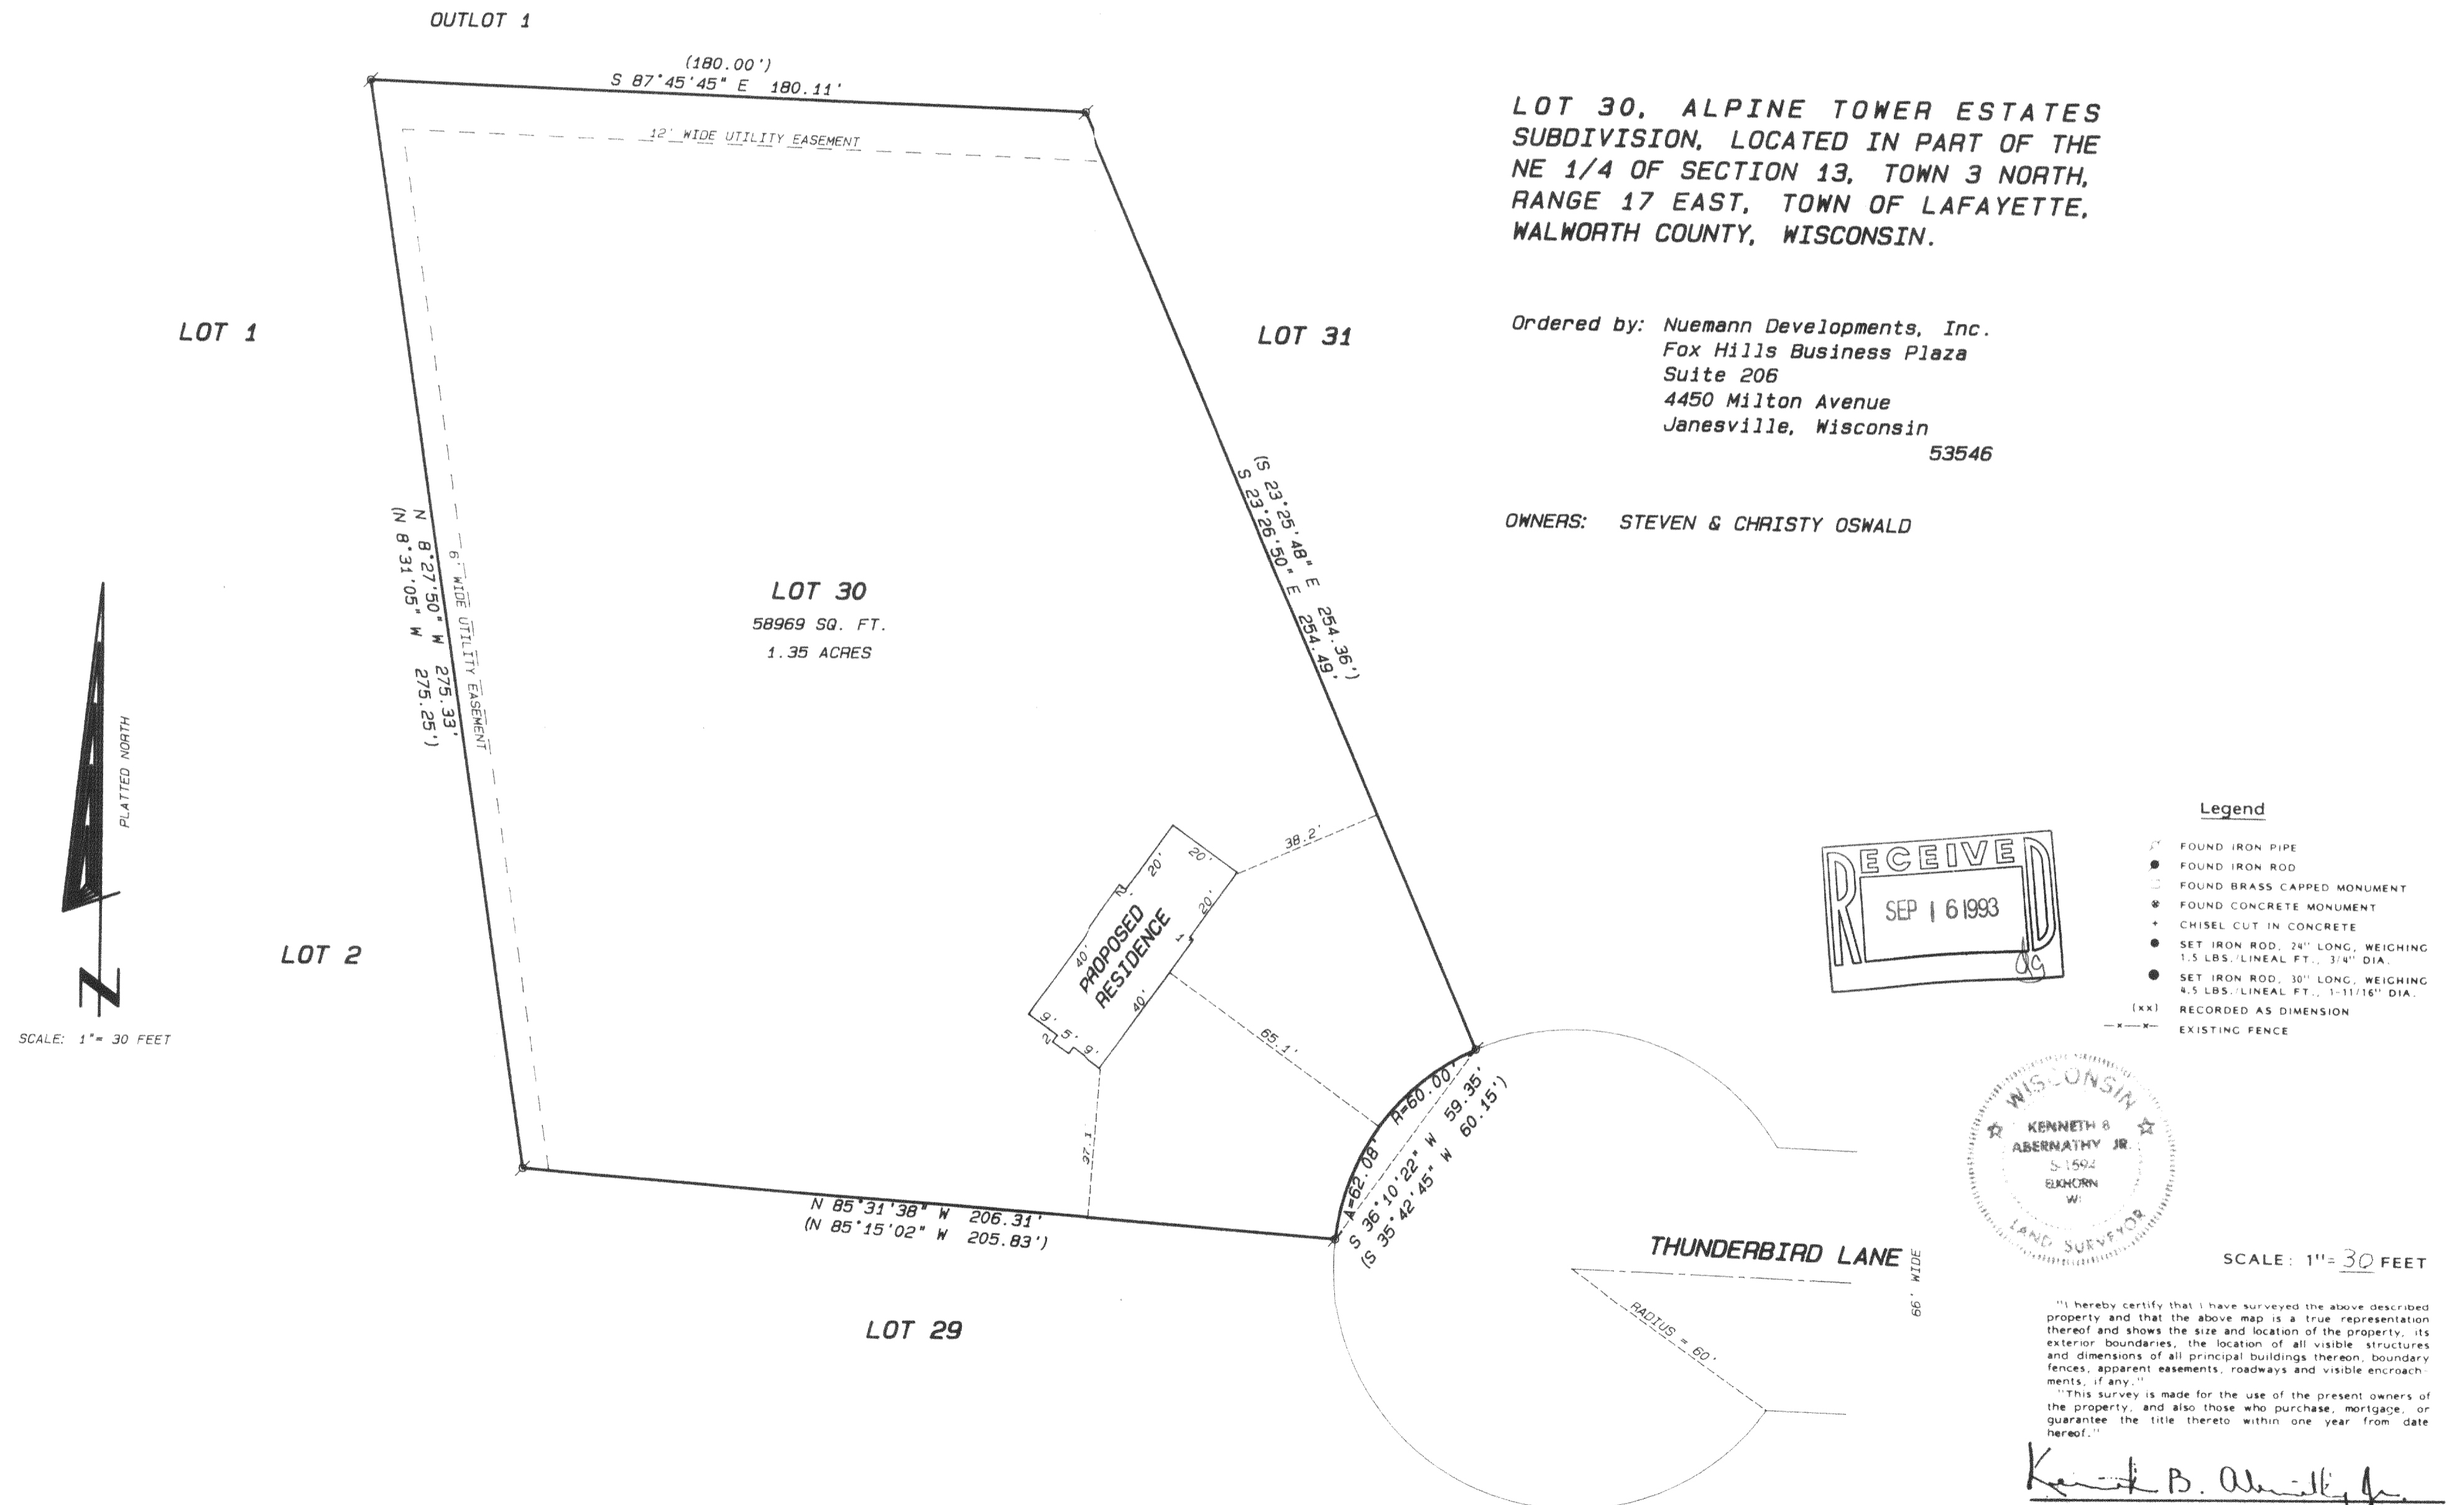 OUTLOT 1
(180.00')
S 87°45'45" E 180.11'
12' WIDE UTILITY EASEMENT
LOT 30, ALPINE TOWER ESTATES
SUBDIVISION, LOCATED IN PART OF THE
NE 1/4 OF SECTION 13, TOWN 3 NORTH,
RANGE 17 EAST, TOWN OF LAFAYETTE,
WALWORTH COUNTY, WISCONSIN.
Ordered by: Nuemann Developments, Inc.
Fox Hills Business Plaza
Suite 206
4450 Milton Avenue
Janesville, Wisconsin
53546
OWNERS: STEVEN & CHRISTY OSWALD
LOT 1
LOT 31
(S 23°25'48" E 254.36')
S 23°26'50" E 254.49'
N 8°27'50" W 275.33'
(N 8°31'05" W 275.25')
6' WIDE UTILITY EASEMENT
LOT 30
58969 SQ. FT.
1.35 ACRES
PLATTED NORTH
N
SCALE: 1"= 30 FEET
LOT 2
38.2'
20'
20'
2'
20'
1'
40'
PROPOSED
RESIDENCE
40'
9'
2'
5'
9'
65.1'
37.1'
A=62.08' R=60.00'
S 36°10'22" W 59.35'
(S 35°42'45" W 60.15')
N 85°31'38" W 206.31'
(N 85°15'02" W 205.83')
LOT 29
THUNDERBIRD LANE
66' WIDE
RADIUS = 60'
RECEIVED
SEP 16 1993
dg
Legend
FOUND IRON PIPE
FOUND IRON ROD
FOUND BRASS CAPPED MONUMENT
FOUND CONCRETE MONUMENT
CHISEL CUT IN CONCRETE
SET IRON ROD, 24" LONG, WEIGHING
1.5 LBS./LINEAL FT., 3/4" DIA.
SET IRON ROD, 30" LONG, WEIGHING
4.5 LBS./LINEAL FT., 1-11/16" DIA.
(xx) RECORDED AS DIMENSION
—x—x— EXISTING FENCE
WISCONSIN
KENNETH B
ABERNATHY JR.
S-1592
ELKHORN
WI
LAND SURVEYOR
SCALE: 1"= 30 FEET
"I hereby certify that I have surveyed the above described
property and that the above map is a true representation
thereof and shows the size and location of the property, its
exterior boundaries, the location of all visible structures
and dimensions of all principal buildings thereon, boundary
fences, apparent easements, roadways and visible encroach-
ments, if any."
"This survey is made for the use of the present owners of
the property, and also those who purchase, mortgage, or
guarantee the title thereto within one year from date
hereof."
Kenneth B. Abernathy Jr.